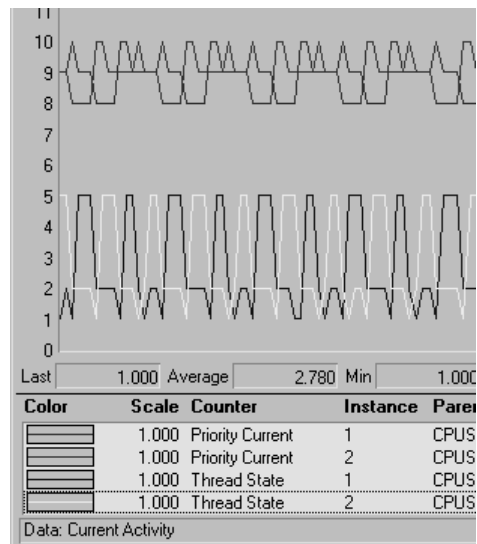 11
10
9
8
7
6
5
4
3
2
1
0
Last 1.000 Average 2.780 Min 1.000
Color Scale Counter Instance Paren
1.000 Priority Current 1 CPUS
1.000 Priority Current 2 CPUS
1.000 Thread State 1 CPUS
1.000 Thread State 2 CPUS
Data: Current Activity